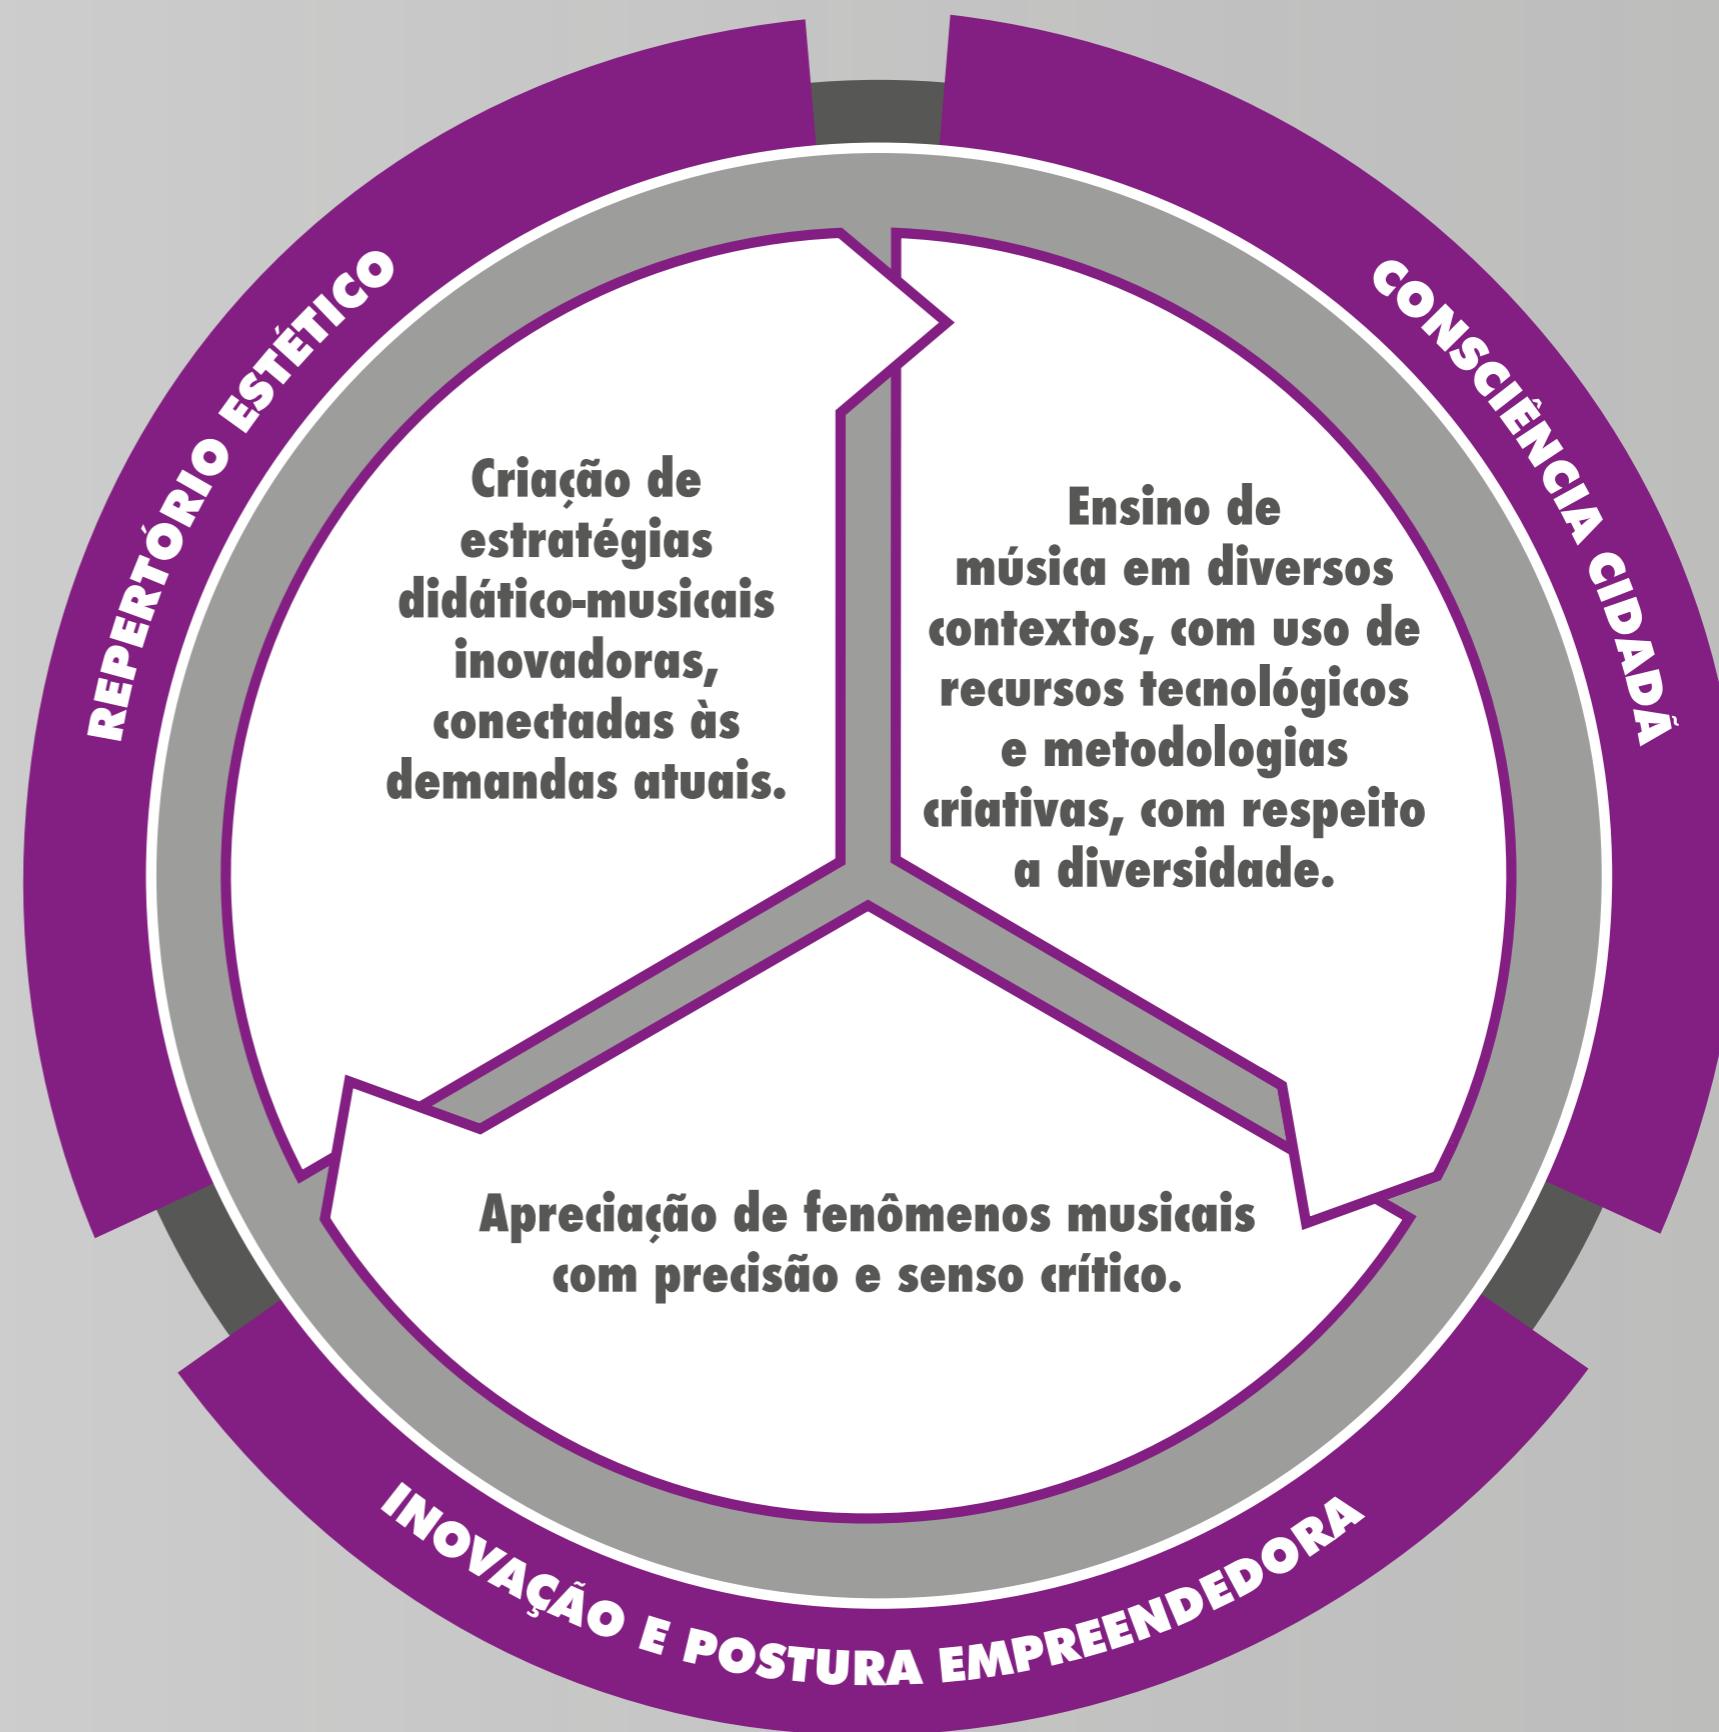 REPERTÓRIO ESTÉTICO
CONSCIÊNCIA CIDADÃ
Criação de
estratégias
didático-musicais
inovadoras,
conectadas às
demandas atuais.
Ensino de
música em diversos
contextos, com uso de
recursos tecnológicos
e metodologias
criativas, com respeito
a diversidade.
Apreciação de fenômenos musicais
com precisão e senso crítico.
INOVAÇÃO E POSTURA EMPREENDEDORA